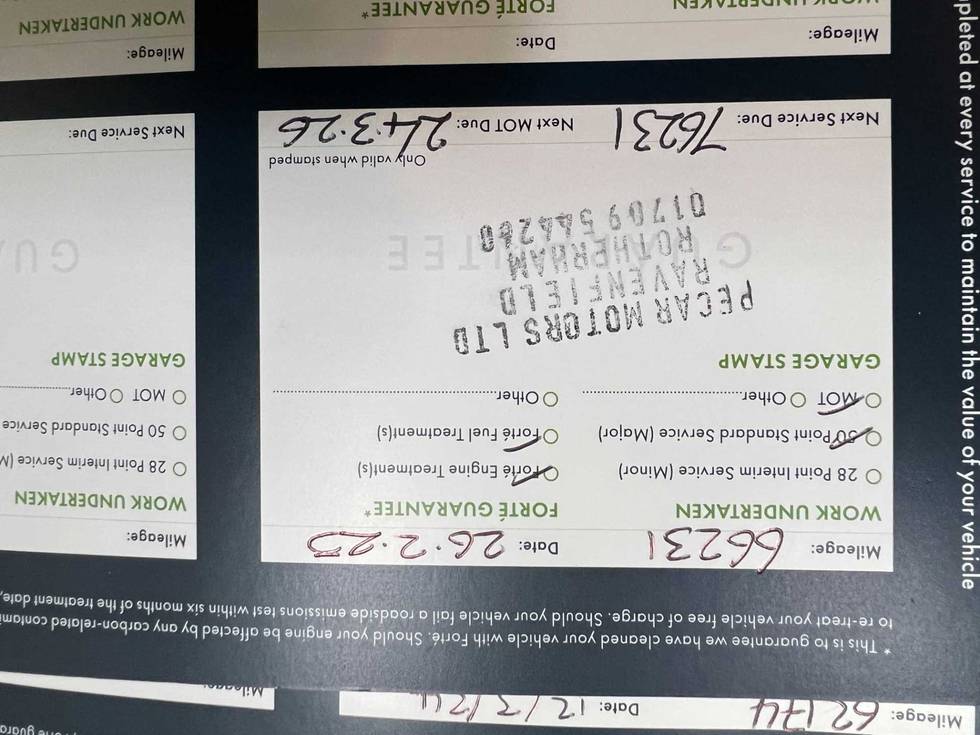 Mileage: 62174
Date: 12/3/24
Mileage:
* This is to guarantee we have cleaned your vehicle with Forté. Should your engine be affected by any carbon-related
to re-treat your vehicle free of charge. Should your vehicle fail a roadside emissions test within six months of the treatment date,
Mileage: 66231
Date: 26.2.25
WORK UNDERTAKEN
FORTÉ GUARANTEE*
28 Point Interim Service (Minor)
Forté Engine Treatment(s)
50 Point Standard Service (Major)
Forté Fuel Treatment(s)
MOT Other
Other
GARAGE STAMP
PECAR MOTORS LTD
RAVENFIELD
ROTHERHAM
01709 544260
Only valid when stamped
Next Service Due: 76231
Next MOT Due: 24.3.26
Mileage:
Date:
WORK UNDERTAKEN
FORTÉ GUARANTEE*
Mileage:
WORK UNDERTAKEN
28 Point Interim Service
50 Point Standard Service
MOT Other
GARAGE STAMP
Next Service Due:
Mileage:
WORK UNDERTAKEN
at every service to maintain the value of your vehicle